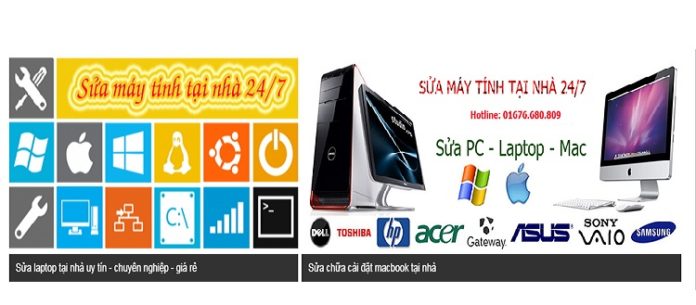 Sửa máy tính tại nhà 24/7
C:\
>_
Sửa laptop tại nhà uy tín - chuyên nghiệp - giá rẻ
SỬA MÁY TÍNH TẠI NHÀ 24/7
Hotline: 01676.680.809
Sửa PC - Laptop - Mac
DELL
TOSHIBA
hp
acer
Gateway
ASUS
SONY
VAIO
SAMSUNG
Sửa chữa cài đặt macbook tại nhà